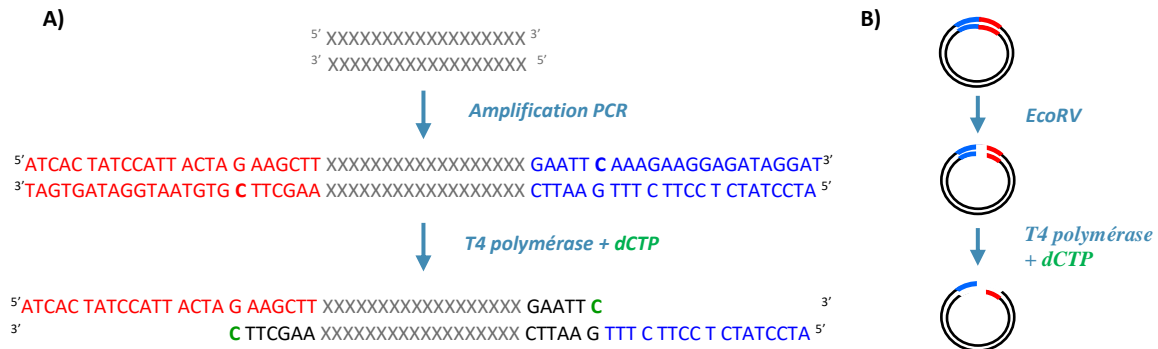 A)
5' XXXXXXXXXXXXXXXXXX 3'
3' XXXXXXXXXXXXXXXXXX 5'
Amplification PCR
5'ATCAC TATCCATT ACTA G AAGCTT XXXXXXXXXXXXXXXXXX GAATT C AAAGAAGGAGATAGGAT3'
3'TAGTGATAGGTAATGTG C TTCGAA XXXXXXXXXXXXXXXXXX CTTAA G TTT C TTCC T CTATCCTA 5'
T4 polymérase + dCTP
5'ATCAC TATCCATT ACTA G AAGCTT XXXXXXXXXXXXXXXXXX GAATT C 3'
3' C TTCGAA XXXXXXXXXXXXXXXXXX CTTAA G TTT C TTCC T CTATCCTA 5'
B)
EcoRV
T4 polymérase
+ dCTP